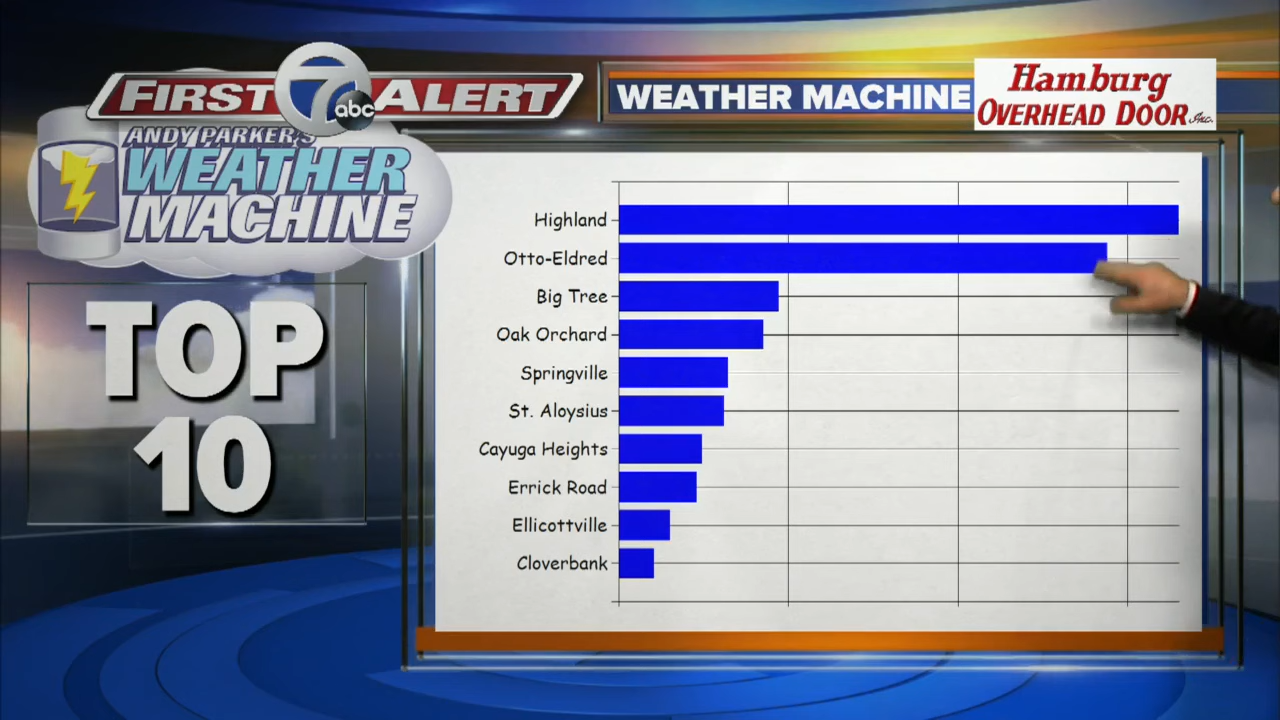 FIRST 7 abc ALERT
ANDY PARKER'S
WEATHER
MACHINE
WEATHER MACHINE
Hamburg
OVERHEAD DOOR Inc.
TOP
10
Highland
Otto-Eldred
Big Tree
Oak Orchard
Springville
St. Aloysius
Cayuga Heights
Errick Road
Ellicottville
Cloverbank